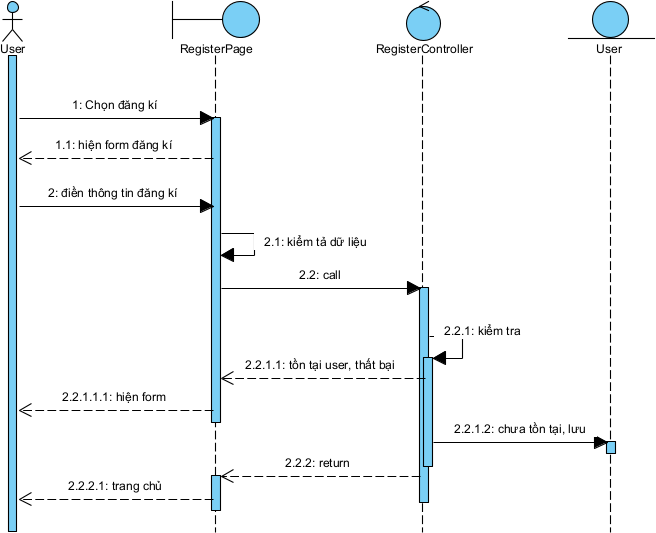 User
RegisterPage
RegisterController
User
1: Chọn đăng kí
1.1: hiện form đăng kí
2: điền thông tin đăng kí
2.1: kiểm tả dữ liệu
2.2: call
2.2.1: kiểm tra
2.2.1.1: tồn tại user, thất bại
2.2.1.1.1: hiện form
2.2.1.2: chưa tồn tại, lưu
2.2.2: return
2.2.2.1: trang chủ